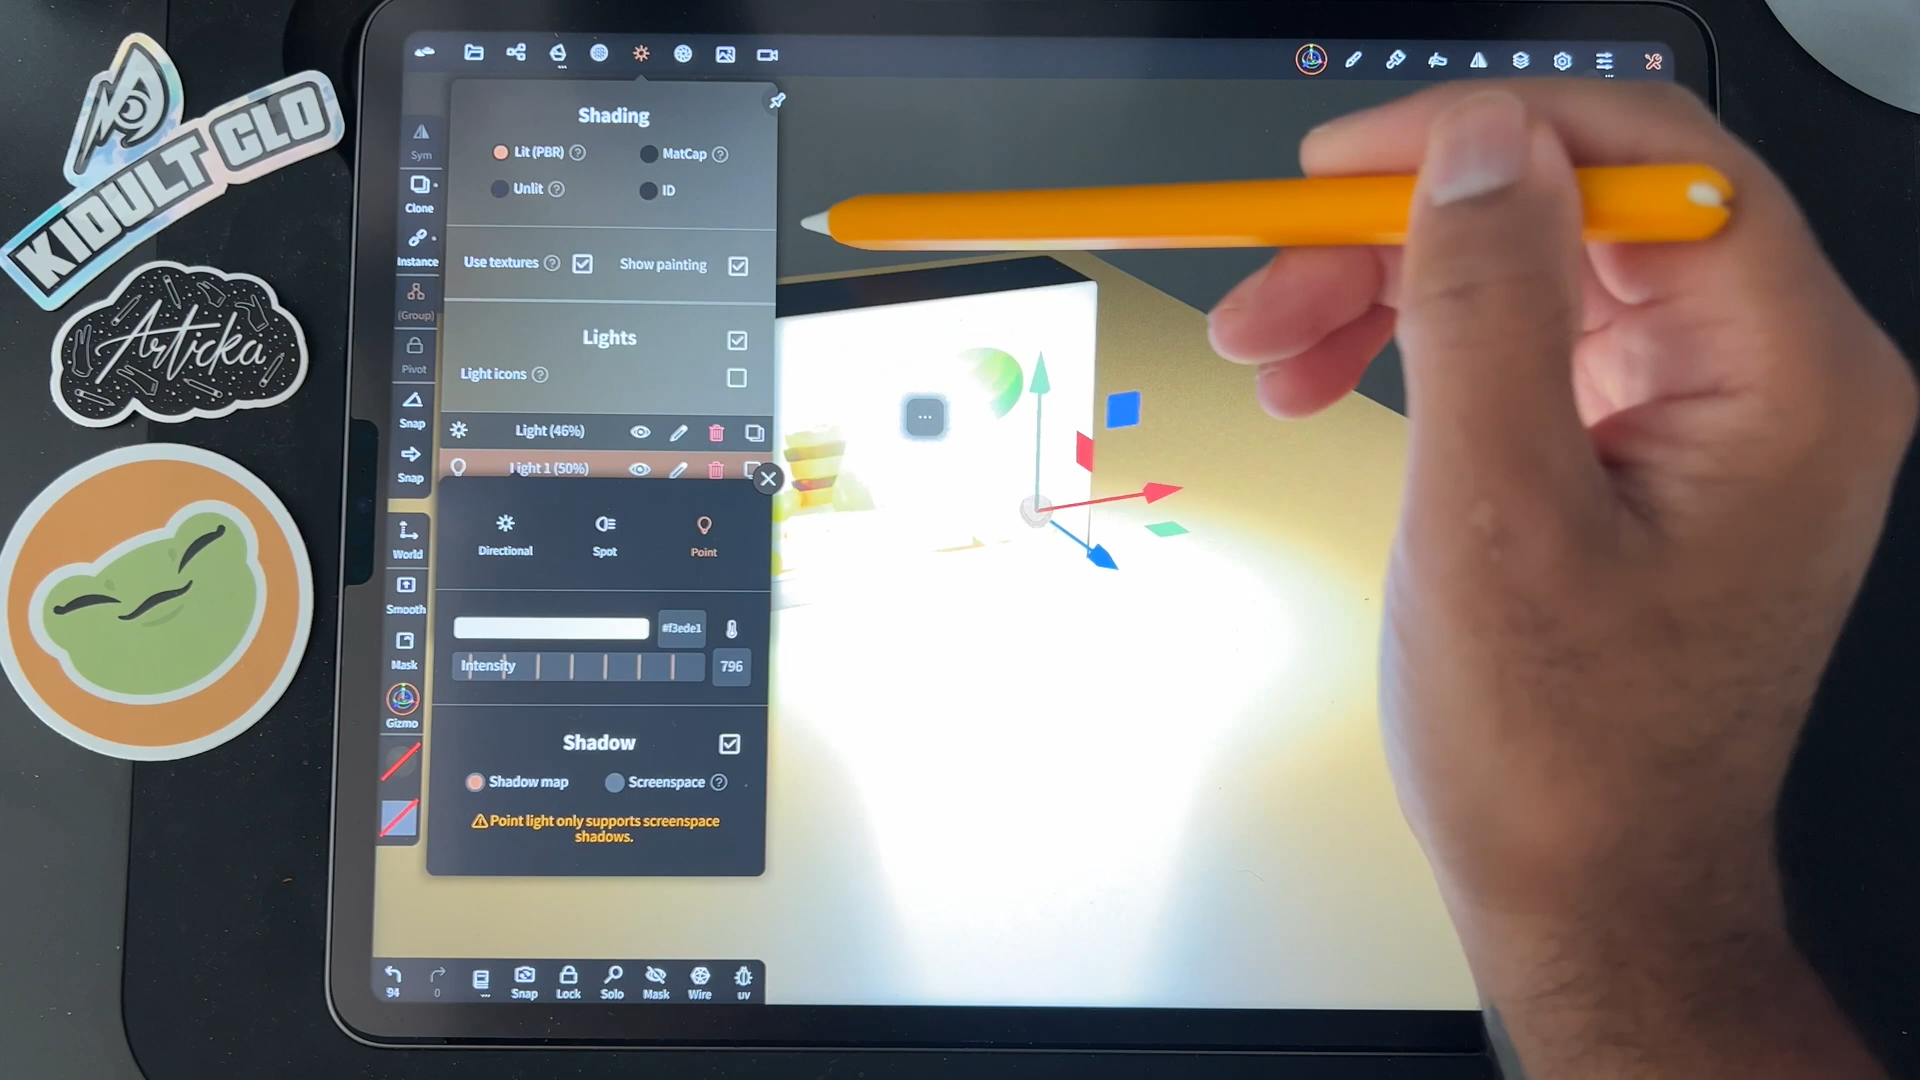 KIDULT CLO
Articka
Shading
Lit (PBR) ?
MatCap ?
Unlit ?
ID
Use textures ?
Show painting
Lights
Light icons ?
Light (46%)
Light 1 (50%)
Directional
Spot
Point
#f3ede1
Intensity
796
Shadow
Shadow map
Screenspace ?
Point light only supports screenspace
shadows.
Sym
Clone
Instance
(Group)
Pivot
Snap
Snap
World
Smooth
Mask
Gizmo
94
0
Snap
Lock
Solo
Mask
Wire
uv